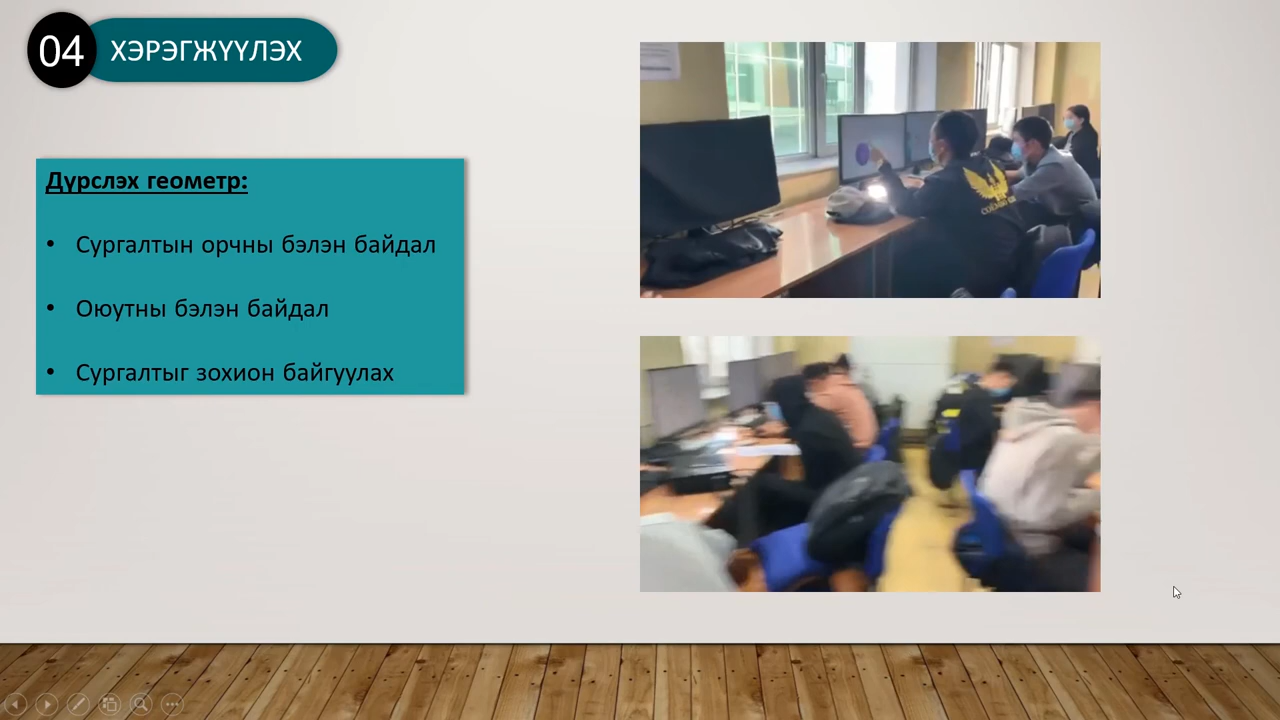 04 ХЭРЭГЖҮҮЛЭХ
Дүрслэх геометр:
• Сургалтын орчны бэлэн байдал
• Оюутны бэлэн байдал
• Сургалтыг зохион байгуулах